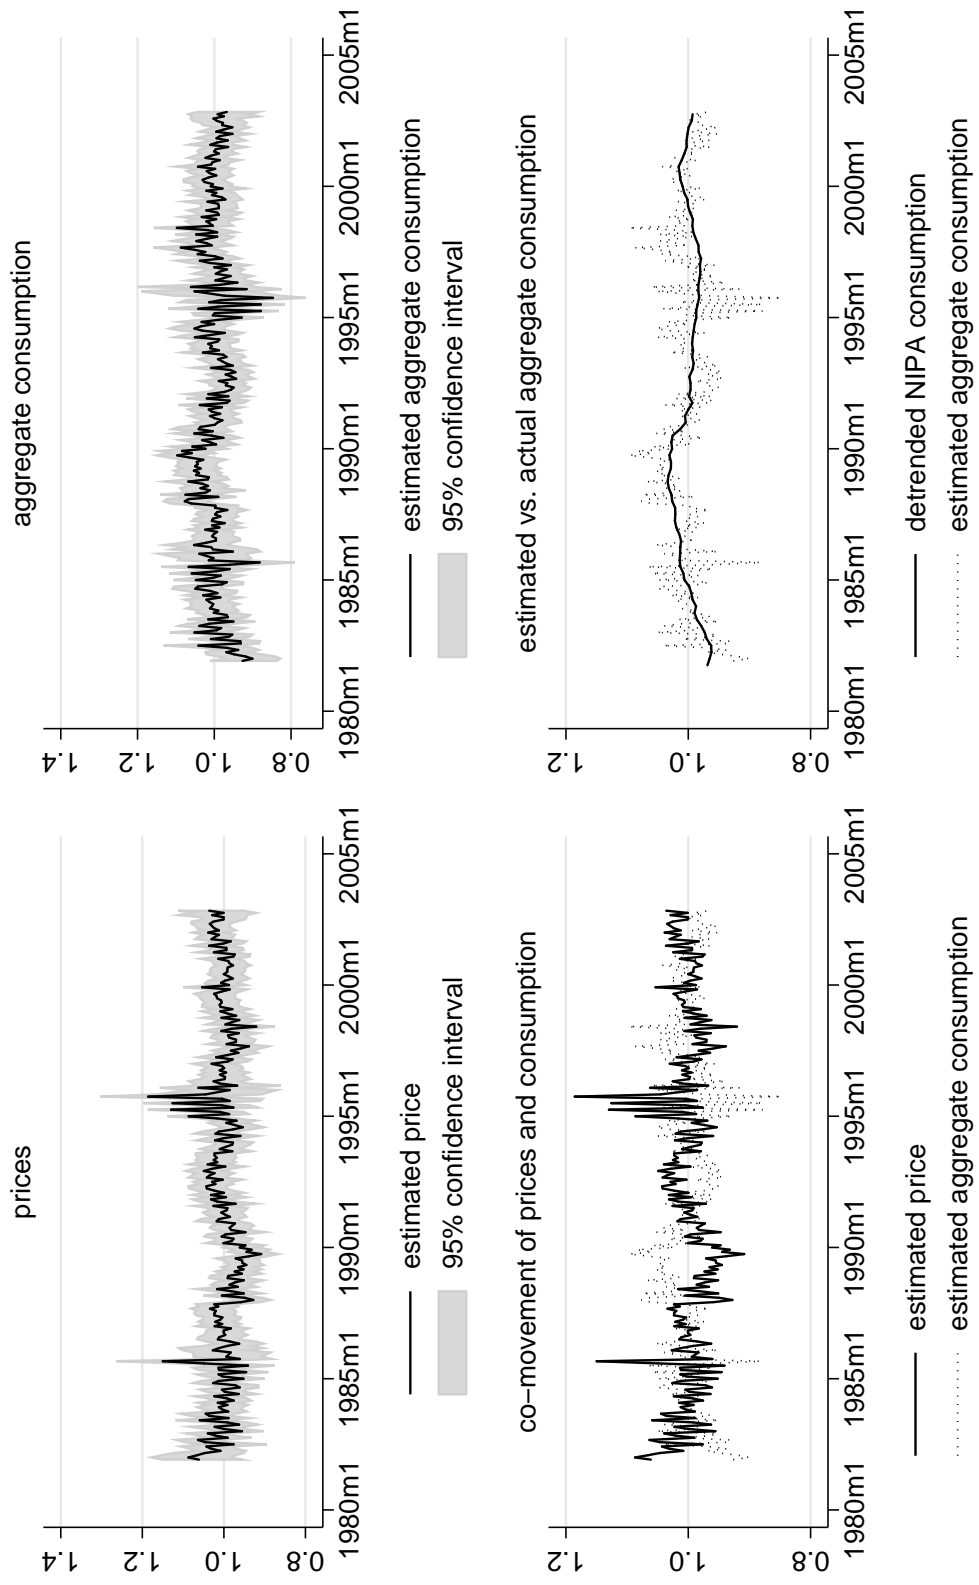 prices
1.4
1.2
1.0
0.8
1980m1 1985m1 1990m1 1995m1 2000m1 2005m1
estimated price
95% confidence interval
aggregate consumption
1.4
1.2
1.0
0.8
1980m1 1985m1 1990m1 1995m1 2000m1 2005m1
estimated aggregate consumption
95% confidence interval
co−movement of prices and consumption
1.2
1.0
0.8
1980m1 1985m1 1990m1 1995m1 2000m1 2005m1
estimated price
estimated aggregate consumption
estimated vs. actual aggregate consumption
1.2
1.0
0.8
1980m1 1985m1 1990m1 1995m1 2000m1 2005m1
detrended NIPA consumption
estimated aggregate consumption